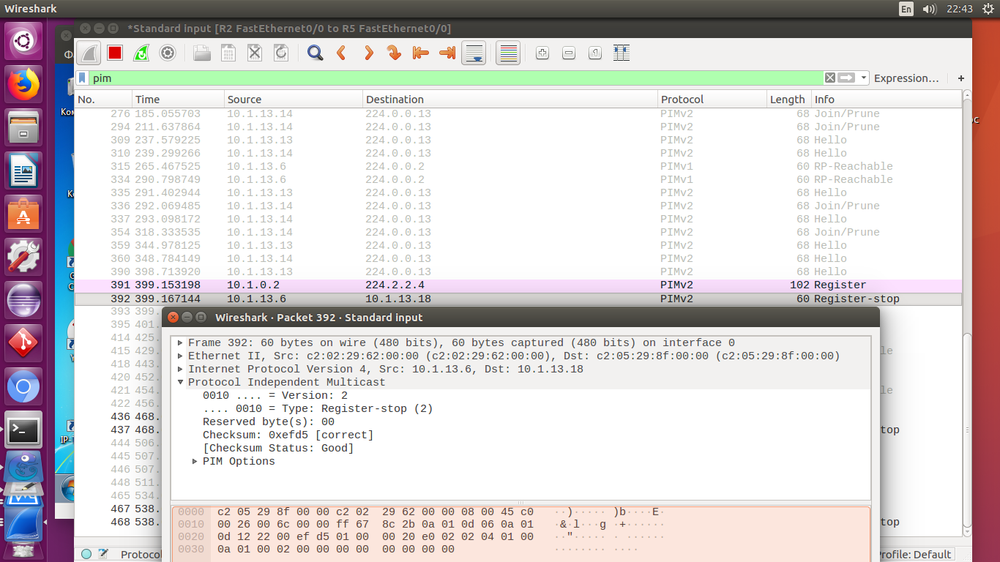 Wireshark En 22:43
*Standard input [R2 FastEthernet0/0 to R5 FastEthernet0/0]
pim Expression… +
No. Time Source Destination Protocol Length Info
276 185.055703 10.1.13.14 224.0.0.13 PIMv2 68 Join/Prune
294 211.637864 10.1.13.14 224.0.0.13 PIMv2 68 Join/Prune
309 237.579225 10.1.13.13 224.0.0.13 PIMv2 68 Hello
310 239.299266 10.1.13.14 224.0.0.13 PIMv2 68 Hello
315 265.467525 10.1.13.6 224.0.0.2 PIMv1 60 RP-Reachable
334 290.798749 10.1.13.6 224.0.0.2 PIMv1 60 RP-Reachable
335 291.402944 10.1.13.13 224.0.0.13 PIMv2 68 Hello
336 292.069485 10.1.13.14 224.0.0.13 PIMv2 68 Join/Prune
337 293.098172 10.1.13.14 224.0.0.13 PIMv2 68 Hello
354 318.333535 10.1.13.14 224.0.0.13 PIMv2 68 Join/Prune
359 344.978125 10.1.13.13 224.0.0.13 PIMv2 68 Hello
360 348.784149 10.1.13.14 224.0.0.13 PIMv2 68 Hello
390 398.713920 10.1.13.13 224.0.0.13 PIMv2 68 Hello
391 399.153198 10.1.0.2 224.2.2.4 PIMv2 102 Register
392 399.167144 10.1.13.6 10.1.13.18 PIMv2 60 Register-stop
393 399.
395 401.
414 425.
415 429.
418 443.
420 452.
421 454.
422 456.
436 468.
437 468.
444 506.
445 507.
446 507.
448 511.
465 534.
467 538.
468 538.
Wireshark · Packet 392 · Standard input
Frame 392: 60 bytes on wire (480 bits), 60 bytes captured (480 bits) on interface 0
Ethernet II, Src: c2:02:29:62:00:00 (c2:02:29:62:00:00), Dst: c2:05:29:8f:00:00 (c2:05:29:8f:00:00)
Internet Protocol Version 4, Src: 10.1.13.6, Dst: 10.1.13.18
Protocol Independent Multicast
0010 .... = Version: 2
.... 0010 = Type: Register-stop (2)
Reserved byte(s): 00
Checksum: 0xefd5 [correct]
[Checksum Status: Good]
PIM Options
0000 c2 05 29 8f 00 00 c2 02 29 62 00 00 08 00 45 c0 ··)····· )b····E·
0010 00 26 00 6c 00 00 ff 67 8c 2b 0a 01 0d 06 0a 01 ·&·l···g ·+······
0020 0d 12 22 00 ef d5 01 00 00 20 e0 02 02 04 01 00 ··"····· · ······
0030 0a 01 00 02 00 00 00 00 00 00 00 00 ········ ····
Profile: Default